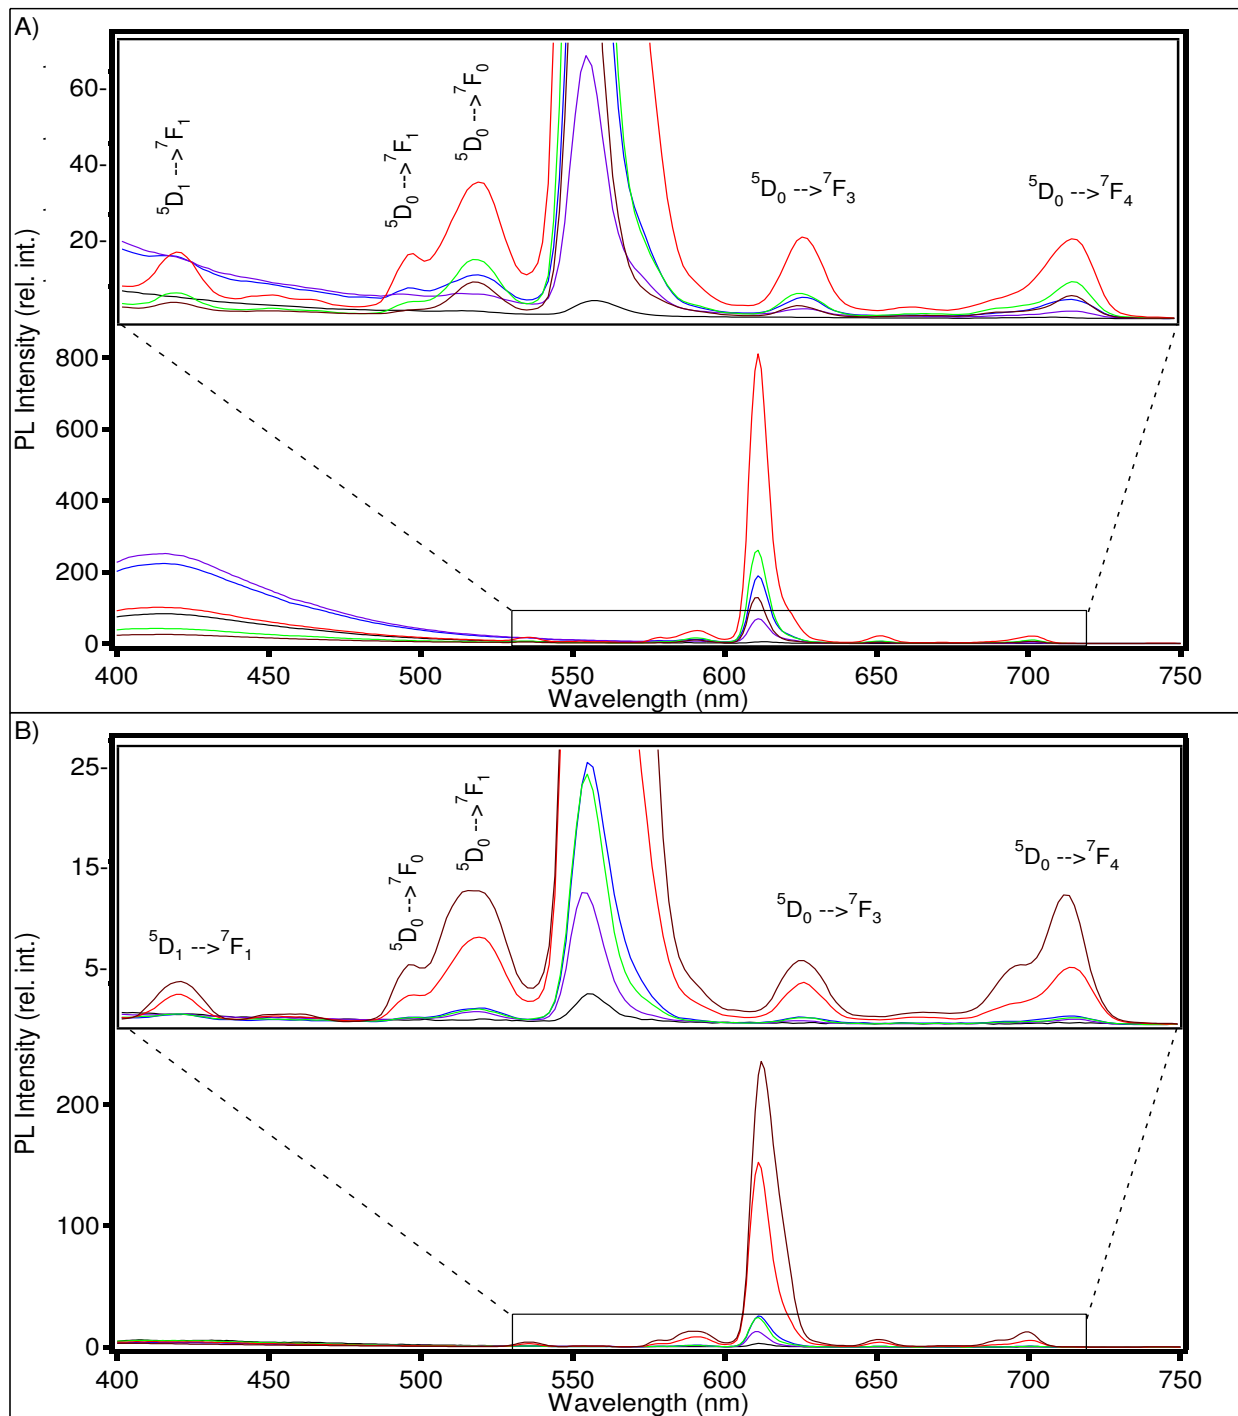 A)
60-
40-
20-
⁵D₁ -->⁷F₁
⁵D₀ -->⁷F₁
⁵D₀ -->⁷F₀
⁵D₀ -->⁷F₃
⁵D₀ -->⁷F₄
PL Intensity (rel. int.)
800
600
400
200
0
400 450 500 550 600 650 700 750
Wavelength (nm)
B)
25-
15-
5-
⁵D₁ -->⁷F₁
⁵D₀ -->⁷F₀
⁵D₀ -->⁷F₁
⁵D₀ -->⁷F₃
⁵D₀ -->⁷F₄
PL Intensity (rel. int.)
200
100
0
400 450 500 550 600 650 700 750
Wavelength (nm)